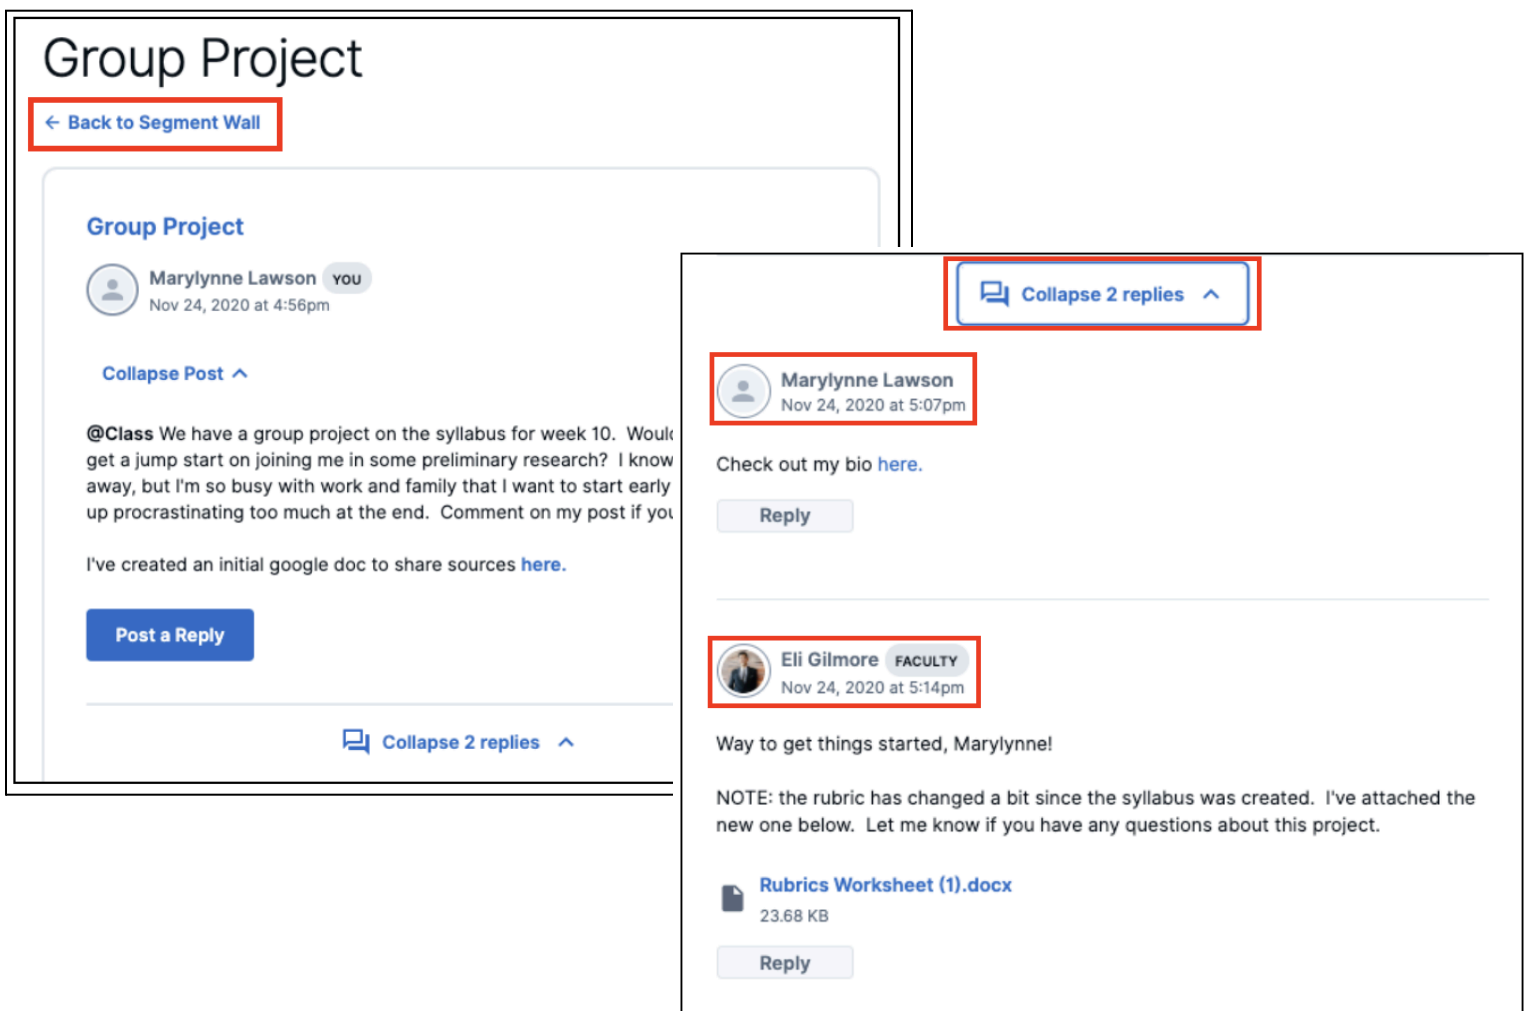 Group Project
← Back to Segment Wall
Group Project
Marylynne Lawson YOU
Nov 24, 2020 at 4:56pm
Collapse Post
@Class We have a group project on the syllabus for week 10.  Would
get a jump start on joining me in some preliminary research?  I know
away, but I'm so busy with work and family that I want to start early
up procrastinating too much at the end.  Comment on my post if you
I've created an initial google doc to share sources here.
Post a Reply
Collapse 2 replies
Collapse 2 replies
Marylynne Lawson
Nov 24, 2020 at 5:07pm
Check out my bio here.
Reply
Eli Gilmore FACULTY
Nov 24, 2020 at 5:14pm
Way to get things started, Marylynne!
NOTE: the rubric has changed a bit since the syllabus was created.  I've attached the
new one below.  Let me know if you have any questions about this project.
Rubrics Worksheet (1).docx
23.68 KB
Reply